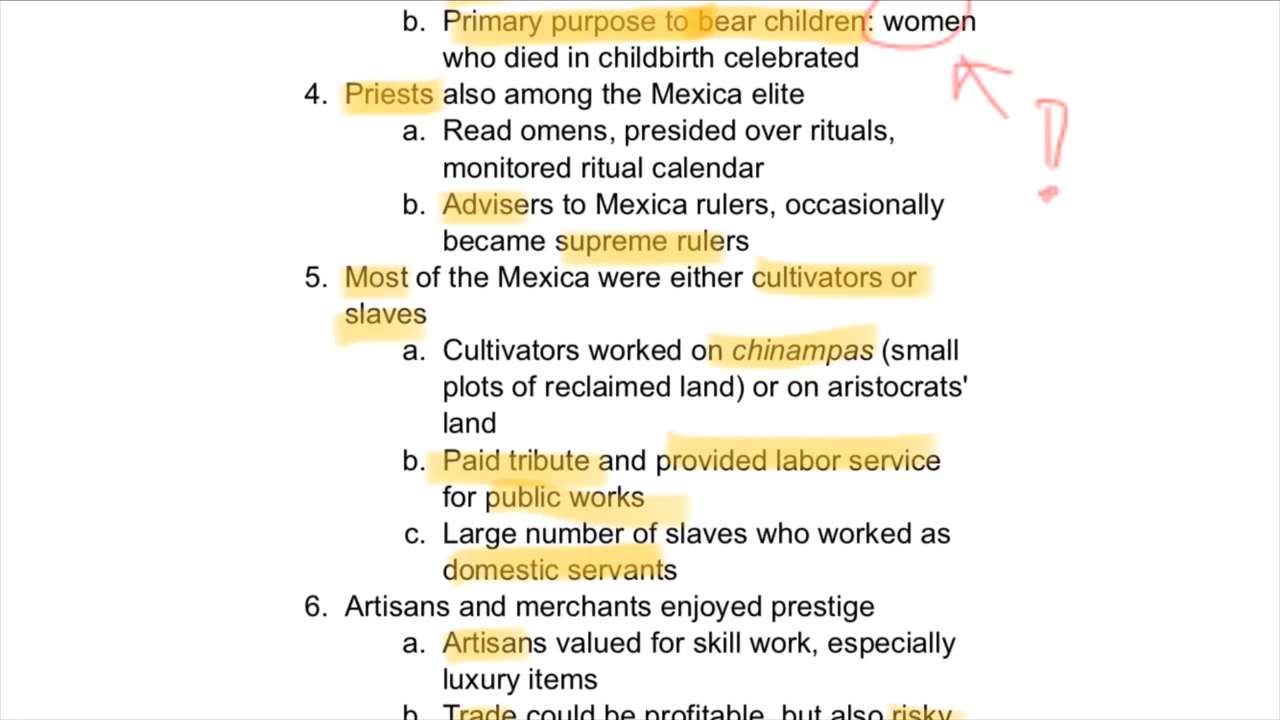 b. Primary purpose to bear children: women
who died in childbirth celebrated
4. Priests also among the Mexica elite
a. Read omens, presided over rituals,
monitored ritual calendar
b. Advisers to Mexica rulers, occasionally
became supreme rulers
5. Most of the Mexica were either cultivators or
slaves
a. Cultivators worked on chinampas (small
plots of reclaimed land) or on aristocrats'
land
b. Paid tribute and provided labor service
for public works
c. Large number of slaves who worked as
domestic servants
6. Artisans and merchants enjoyed prestige
a. Artisans valued for skill work, especially
luxury items
b. Trade could be profitable, but also risky
!